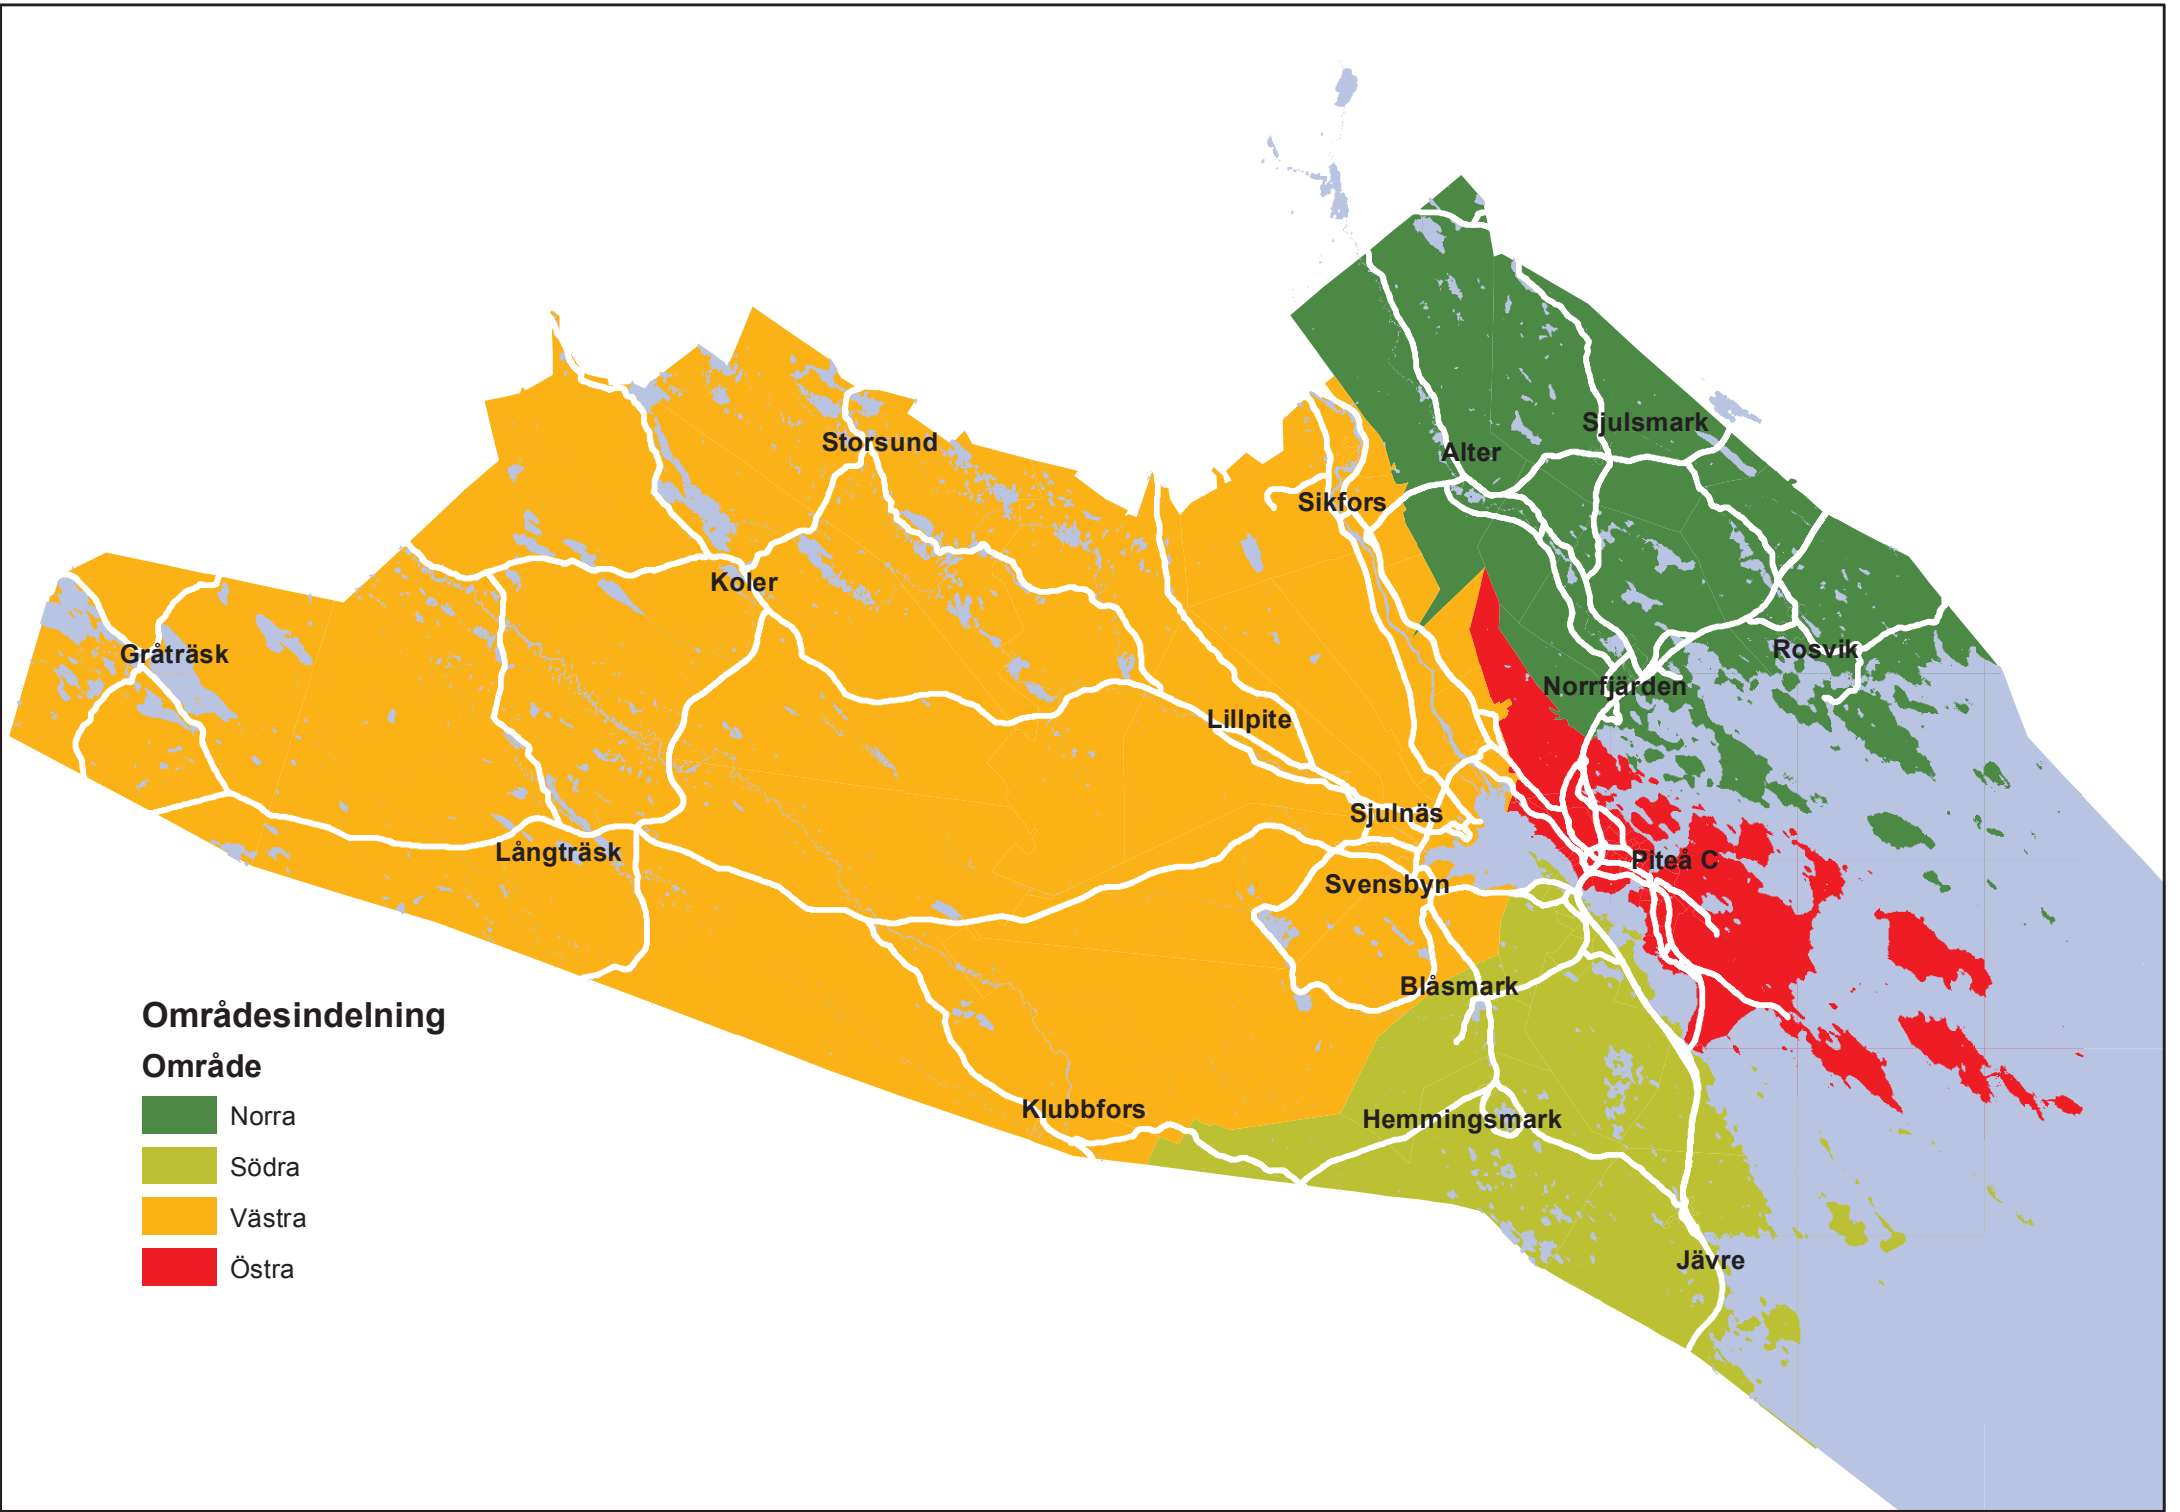 Sjulsmark
Storsund
Alter
Sikfors
Koler
Gråträsk
Rosvik
Norrfjärden
Lillpite
Sjulnäs
Långträsk
Piteå C
Svensbyn
Blåsmark
Områdesindelning
Område
Klubbfors
Norra
Hemmingsmark
Södra
Västra
Jävre
Östra